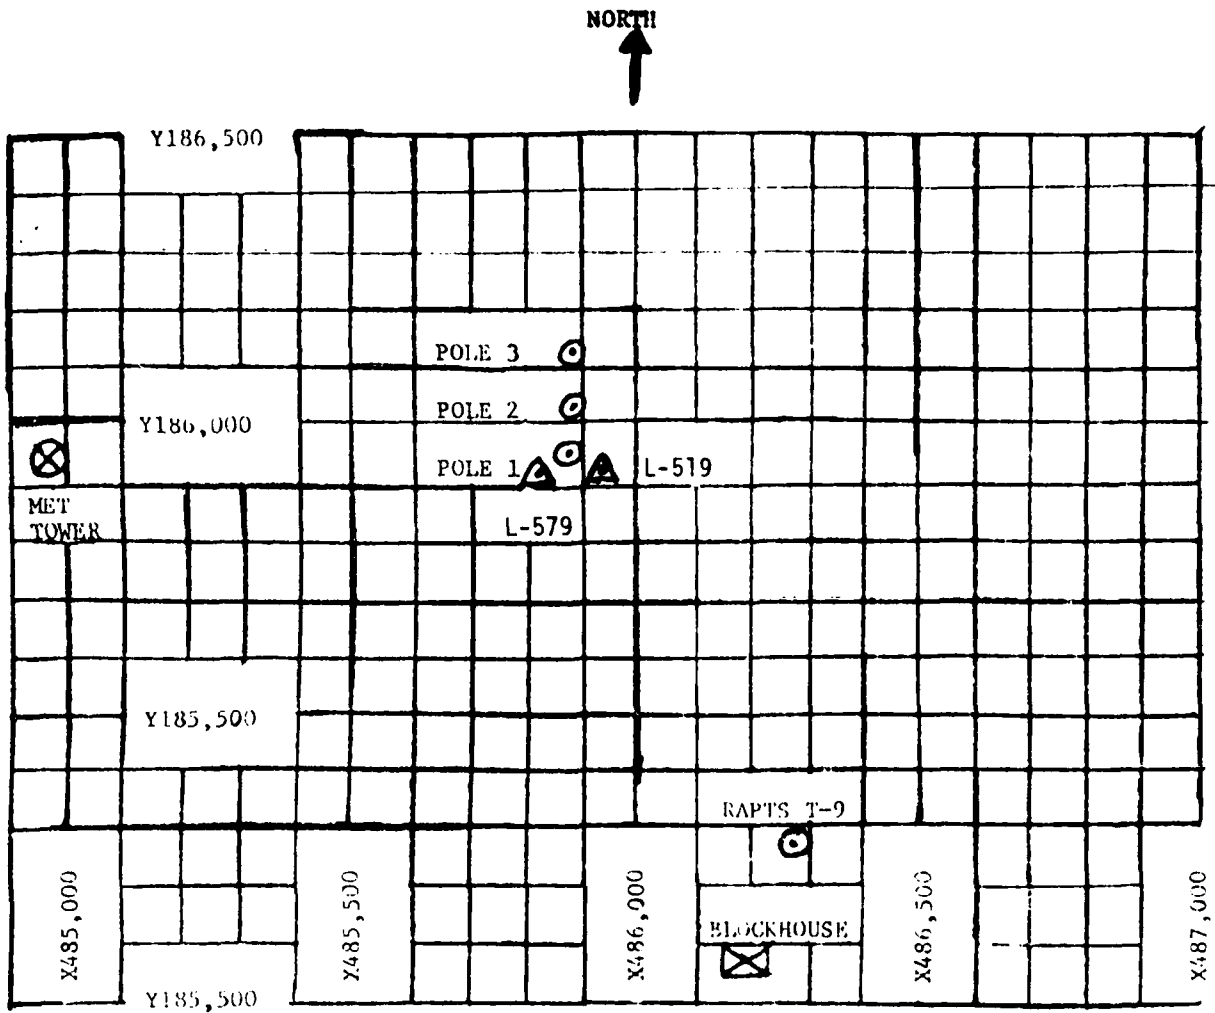 NORTH
Y186,500
POLE 3
POLE 2
Y186,000
POLE 1
L-519
MET
TOWER
L-579
Y185,500
RAPTS T-9
X485,000
X485,500
X486,000
BLOCKHOUSE
X486,500
X487,000
Y185,500